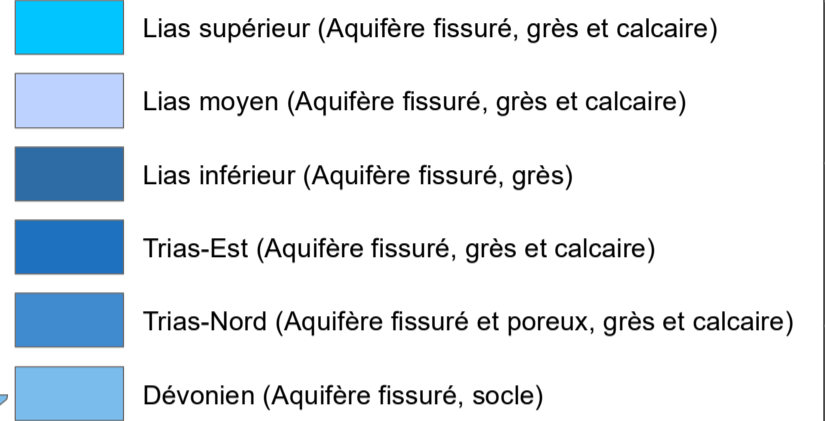 Lias supérieur (Aquifère fissuré, grès et calcaire)
Lias moyen (Aquifère fissuré, grès et calcaire)
Lias inférieur (Aquifère fissuré, grès)
Trias-Est (Aquifère fissuré, grès et calcaire)
Trias-Nord (Aquifère fissuré et poreux, grès et calcaire)
Dévonien (Aquifère fissuré, socle)